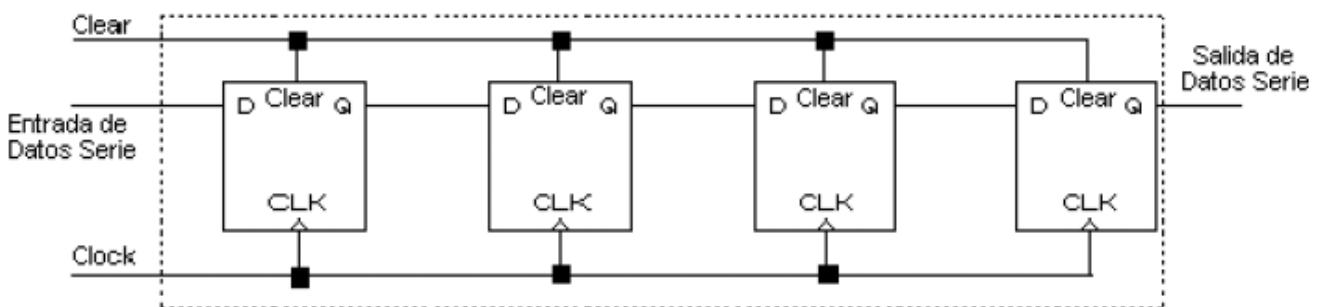 Clear
Entrada de
Datos Serie
D Clear Q
CLK
D Clear Q
CLK
D Clear Q
CLK
D Clear Q
CLK
Salida de
Datos Serie
Clock